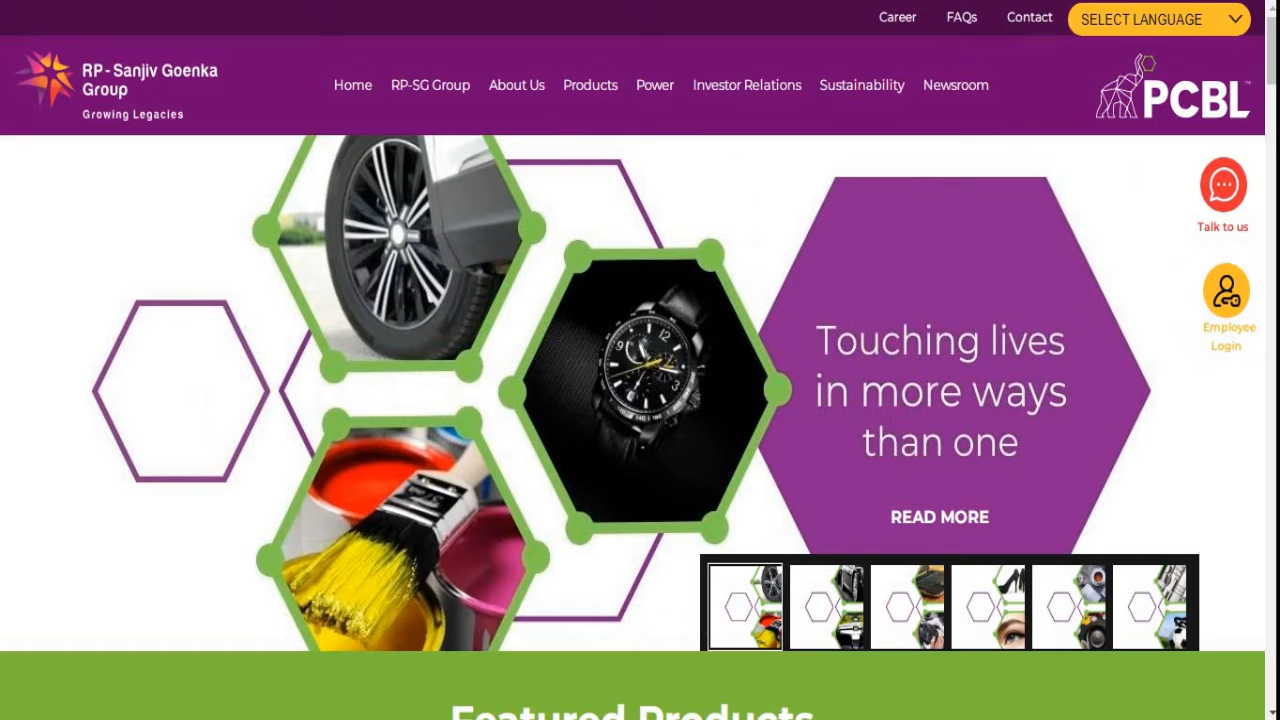 Career FAQs Contact SELECT LANGUAGE
RP - Sanjiv Goenka
Group
Growing Legacies
Home RP-SG Group About Us Products Power Investor Relations Sustainability Newsroom
PCBL
Talk to us
Employee
Login
Touching lives
in more ways
than one
READ MORE
Featured Products